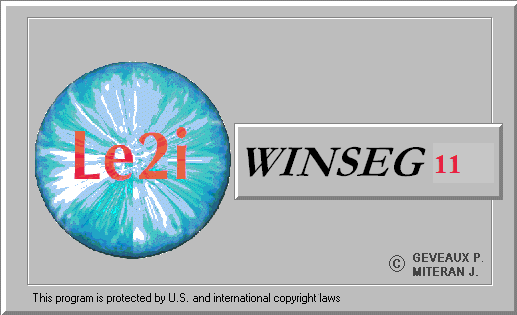 Le2i
WINSEG 11
© GEVEAUX P.
MITERAN J.
This program is protected by U.S. and international copyright laws